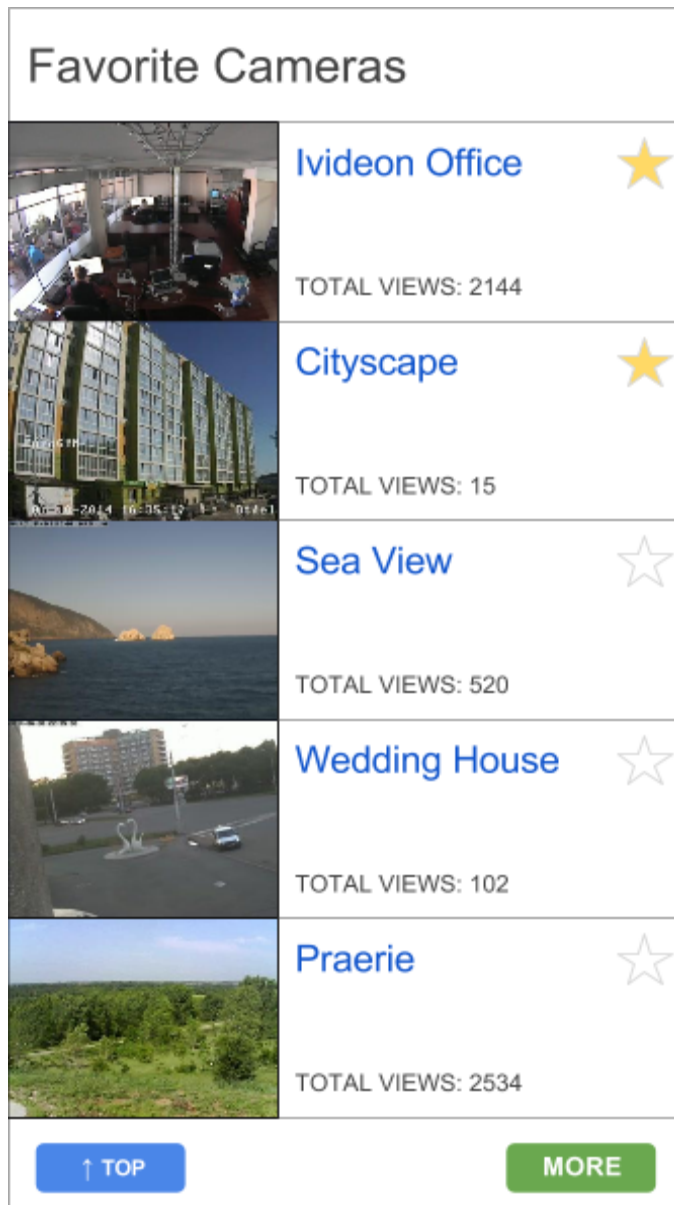 Favorite Cameras
Ivideon Office
TOTAL VIEWS: 2144
Cityscape
TOTAL VIEWS: 15
Sea View
TOTAL VIEWS: 520
Wedding House
TOTAL VIEWS: 102
Praerie
TOTAL VIEWS: 2534
↑ TOP
MORE